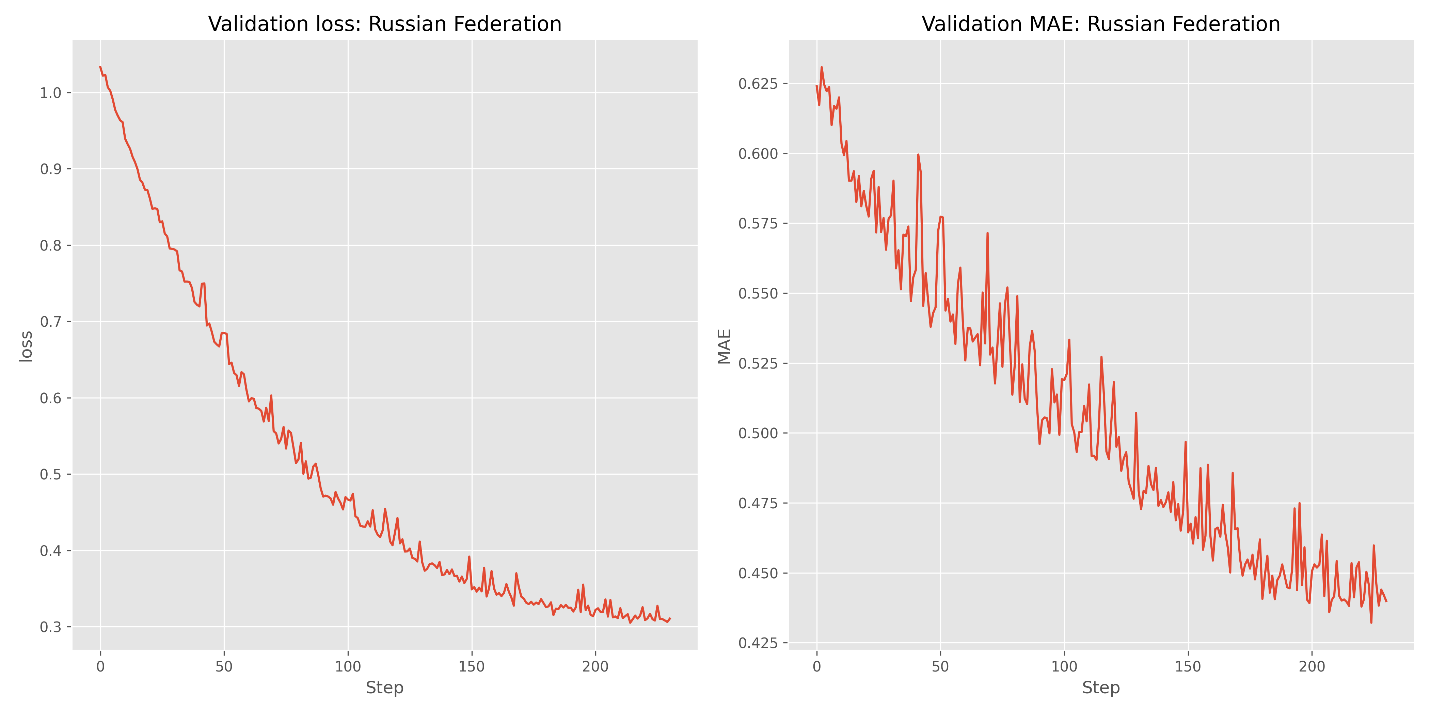 Validation loss: Russian Federation
loss
1.0
0.9
0.8
0.7
0.6
0.5
0.4
0.3
0 50 100 150 200
Step
Validation MAE: Russian Federation
MAE
0.625
0.600
0.575
0.550
0.525
0.500
0.475
0.450
0.425
0 50 100 150 200
Step